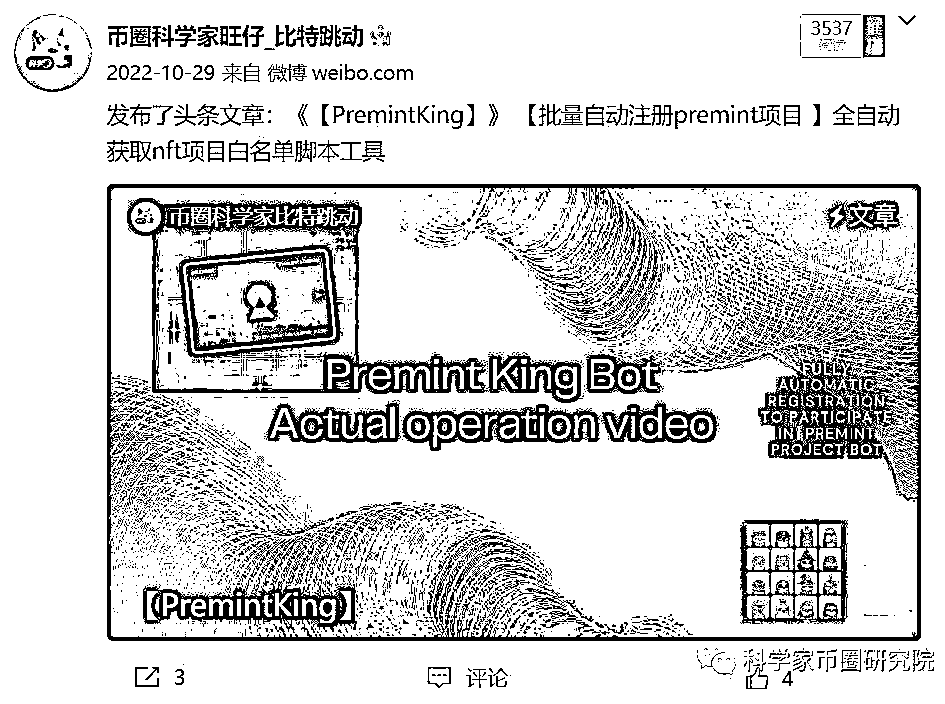 币圈科学家旺仔_比特跳动
3537
阅读
推广
2022-10-29 来自 微博 weibo.com
发布了头条文章：《【PremintKing】》 【批量自动注册premint项目 】全自动
获取nft项目白名单脚本工具
币圈科学家比特跳动
文章
Premint King Bot
Actual operation video
FULLY
AUTOMATIC
REGISTRATION
TO PARTICIPATE
IN PREMINT
PROJECT BOT
【PremintKing】
科学家币圈研究院
3
评论
4